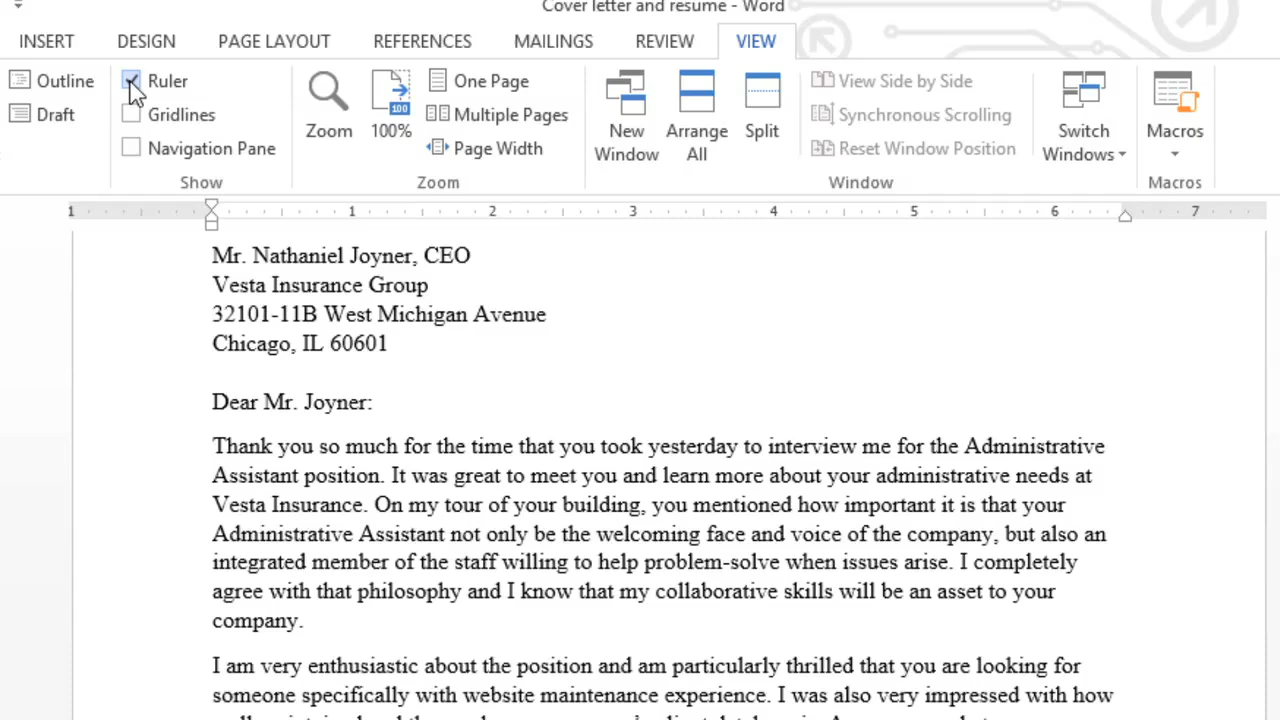 Cover letter and resume - Word
INSERT DESIGN PAGE LAYOUT REFERENCES MAILINGS REVIEW VIEW
Outline
Draft
Ruler
Gridlines
Navigation Pane
Show
Zoom
100
100%
One Page
Multiple Pages
Page Width
Zoom
New Window
Arrange All
Split
View Side by Side
Synchronous Scrolling
Reset Window Position
Window
Switch Windows
Macros
Macros
1 1 2 3 4 5 6 7
Mr. Nathaniel Joyner, CEO
Vesta Insurance Group
32101-11B West Michigan Avenue
Chicago, IL 60601
Dear Mr. Joyner:
Thank you so much for the time that you took yesterday to interview me for the Administrative
Assistant position. It was great to meet you and learn more about your administrative needs at
Vesta Insurance. On my tour of your building, you mentioned how important it is that your
Administrative Assistant not only be the welcoming face and voice of the company, but also an
integrated member of the staff willing to help problem-solve when issues arise. I completely
agree with that philosophy and I know that my collaborative skills will be an asset to your
company.
I am very enthusiastic about the position and am particularly thrilled that you are looking for
someone specifically with website maintenance experience. I was also very impressed with how